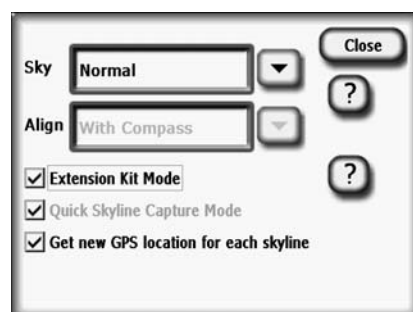 Close
Sky Normal
?
Align With Compass
Extension Kit Mode
?
Quick Skyline Capture Mode
Get new GPS location for each skyline